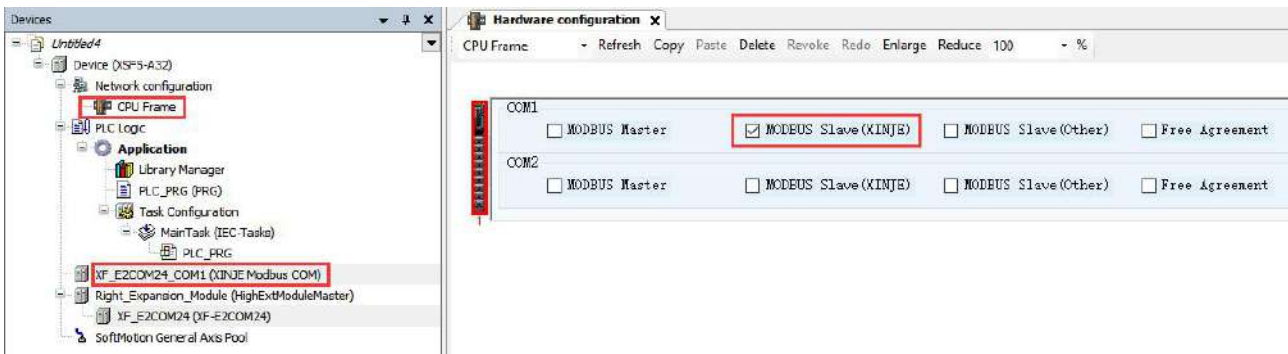 Devices
Untitled4
Device (XSF5-A32)
Network configuration
CPU Frame
PLC Logic
Application
Library Manager
PLC_PRG (PRG)
Task Configuration
MainTask (IEC-Tasks)
PLC_PRG
XF_E2COM24_COM1 (XINJE Modbus COM)
Right_Expansion_Module (HighExtModuleMaster)
XF_E2COM24 (XF-E2COM24)
SoftMotion General Axis Pool
Hardware configuration X
CPU Frame Refresh Copy Paste Delete Revoke Redo Enlarge Reduce 100 %
COM1
MODBUS Master MODBUS Slave(XINJE) MODBUS Slave(Other) Free Agreement
COM2
MODBUS Master MODBUS Slave(XINJE) MODBUS Slave(Other) Free Agreement
1